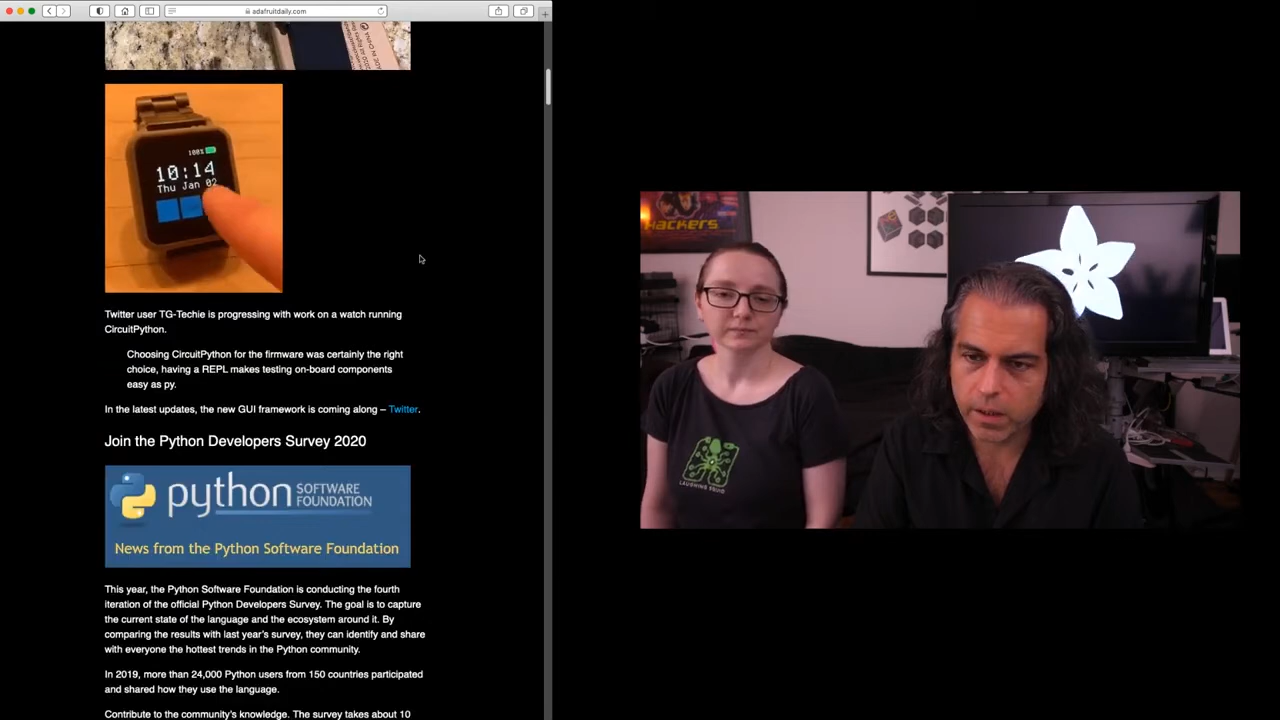 adafruitdaily.com
100%
10:14
Thu Jan 02
Twitter user TG-Techie is progressing with work on a watch running
CircuitPython.
Choosing CircuitPython for the firmware was certainly the right
choice, having a REPL makes testing on-board components
easy as py.
In the latest updates, the new GUI framework is coming along – Twitter.
Join the Python Developers Survey 2020
python SOFTWARE
FOUNDATION
News from the Python Software Foundation
This year, the Python Software Foundation is conducting the fourth
iteration of the official Python Developers Survey. The goal is to capture
the current state of the language and the ecosystem around it. By
comparing the results with last year's survey, they can identify and share
with everyone the hottest trends in the Python community.
In 2019, more than 24,000 Python users from 150 countries participated
and shared how they use the language.
Contribute to the community's knowledge. The survey takes about 10
HACKERS
LAUGHING SQUID